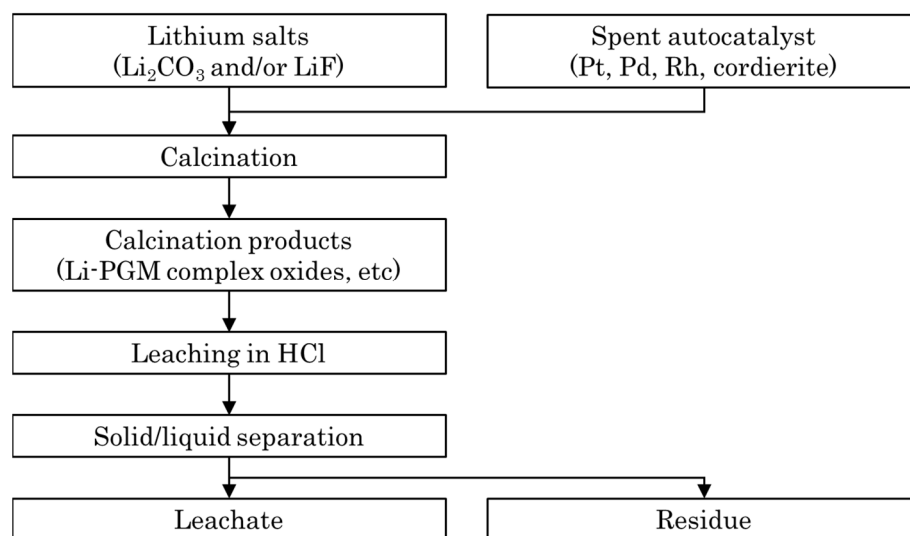 Lithium salts
(Li₂CO₃ and/or LiF)
Spent autocatalyst
(Pt, Pd, Rh, cordierite)
Calcination
Calcination products
(Li-PGM complex oxides, etc)
Leaching in HCl
Solid/liquid separation
Leachate
Residue